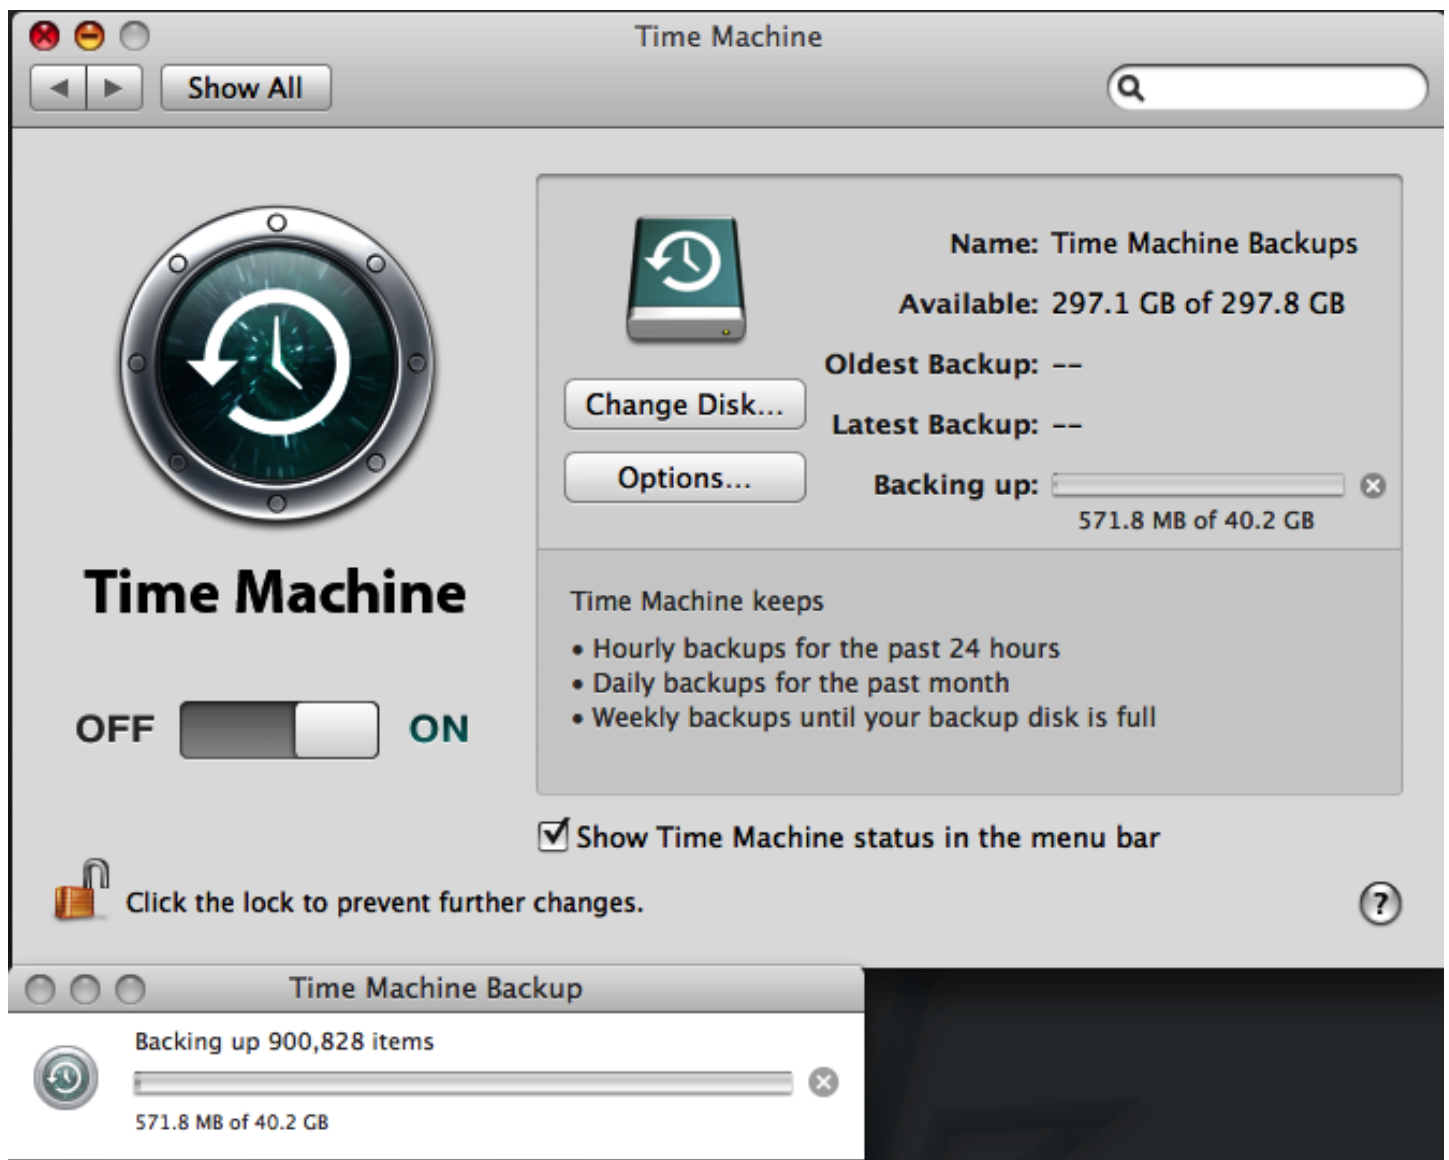 Time Machine
Show All
Name: Time Machine Backups
Available: 297.1 GB of 297.8 GB
Oldest Backup: --
Change Disk...
Latest Backup: --
Options...
Backing up:
571.8 MB of 40.2 GB
Time Machine
Time Machine keeps
• Hourly backups for the past 24 hours
• Daily backups for the past month
• Weekly backups until your backup disk is full
OFF ON
Show Time Machine status in the menu bar
Click the lock to prevent further changes.
?
Time Machine Backup
Backing up 900,828 items
571.8 MB of 40.2 GB